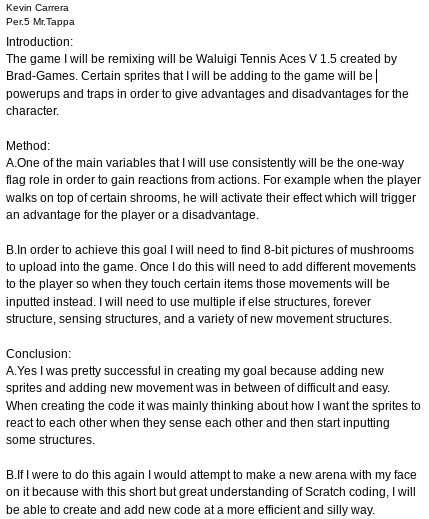 Kevin Carrera
Per.5 Mr.Tappa
Introduction:
The game I will be remixing will be Waluigi Tennis Aces V 1.5 created by
Brad-Games. Certain sprites that I will be adding to the game will be
powerups and traps in order to give advantages and disadvantages for the
character.
Method:
A.One of the main variables that I will use consistently will be the one-way
flag role in order to gain reactions from actions. For example when the player
walks on top of certain shrooms, he will activate their effect which will trigger
an advantage for the player or a disadvantage.
B.In order to achieve this goal I will need to find 8-bit pictures of mushrooms
to upload into the game. Once I do this will need to add different movements
to the player so when they touch certain items those movements will be
inputted instead. I will need to use multiple if else structures, forever
structure, sensing structures, and a variety of new movement structures.
Conclusion:
A.Yes I was pretty successful in creating my goal because adding new
sprites and adding new movement was in between of difficult and easy.
When creating the code it was mainly thinking about how I want the sprites to
react to each other when they sense each other and then start inputting
some structures.
B.If I were to do this again I would attempt to make a new arena with my face
on it because with this short but great understanding of Scratch coding, I will
be able to create and add new code at a more efficient and silly way.